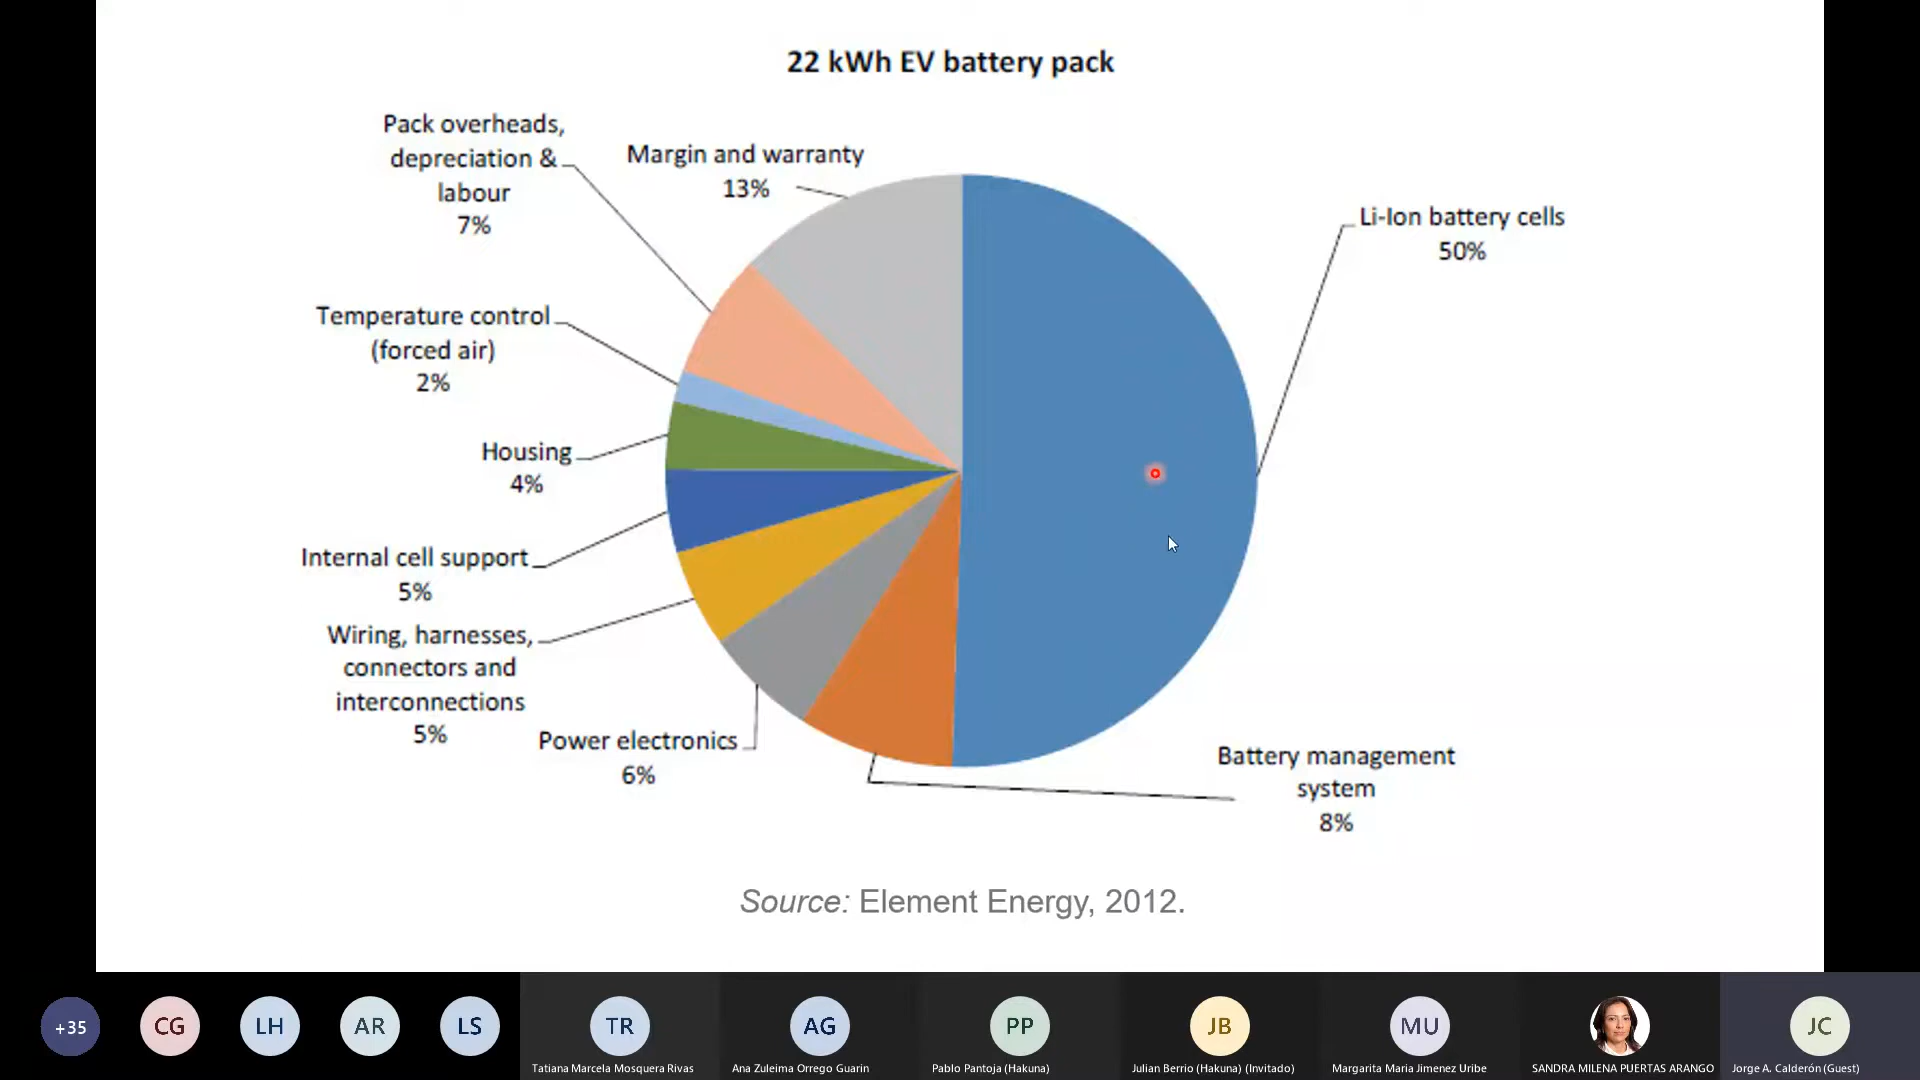 22 kWh EV battery pack
Pack overheads,
depreciation &
labour
7%
Margin and warranty
13%
Li-Ion battery cells
50%
Temperature control
(forced air)
2%
Housing
4%
Internal cell support
5%
Wiring, harnesses,
connectors and
interconnections
5%
Power electronics
6%
Battery management
system
8%
Source: Element Energy, 2012.
+35
CG
LH
AR
LS
TR
AG
PP
JB
MU
JC
Tatiana Marcela Mosquera Rivas
Ana Zuleima Orrego Guarin
Pablo Pantoja (Hakuna)
Julian Berrio (Hakuna) (Invitado)
Margarita Maria Jimenez Uribe
SANDRA MILENA PUERTAS ARANGO
Jorge A. Calderón (Guest)